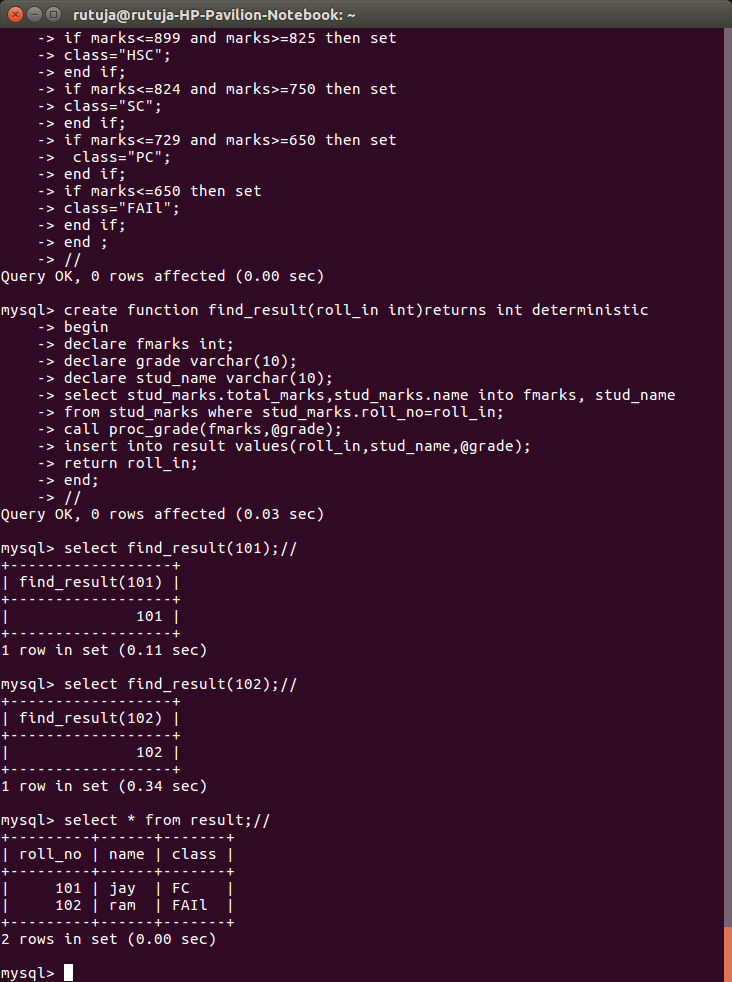 rutuja@rutuja-HP-Pavilion-Notebook: ~
    -> if marks<=899 and marks>=825 then set
    -> class="HSC";
    -> end if;
    -> if marks<=824 and marks>=750 then set
    -> class="SC";
    -> end if;
    -> if marks<=729 and marks>=650 then set
    ->  class="PC";
    -> end if;
    -> if marks<=650 then set
    -> class="FAIl";
    -> end if;
    -> end ;
    -> //
Query OK, 0 rows affected (0.00 sec)

mysql> create function find_result(roll_in int)returns int deterministic
    -> begin
    -> declare fmarks int;
    -> declare grade varchar(10);
    -> declare stud_name varchar(10);
    -> select stud_marks.total_marks,stud_marks.name into fmarks, stud_name
    -> from stud_marks where stud_marks.roll_no=roll_in;
    -> call proc_grade(fmarks,@grade);
    -> insert into result values(roll_in,stud_name,@grade);
    -> return roll_in;
    -> end;
    -> //
Query OK, 0 rows affected (0.03 sec)

mysql> select find_result(101);//
+------------------+
| find_result(101) |
+------------------+
|              101 |
+------------------+
1 row in set (0.11 sec)

mysql> select find_result(102);//
+------------------+
| find_result(102) |
+------------------+
|              102 |
+------------------+
1 row in set (0.34 sec)

mysql> select * from result;//
+---------+------+-------+
| roll_no | name | class |
+---------+------+-------+
|     101 | jay  | FC    |
|     102 | ram  | FAIl  |
+---------+------+-------+
2 rows in set (0.00 sec)

mysql>